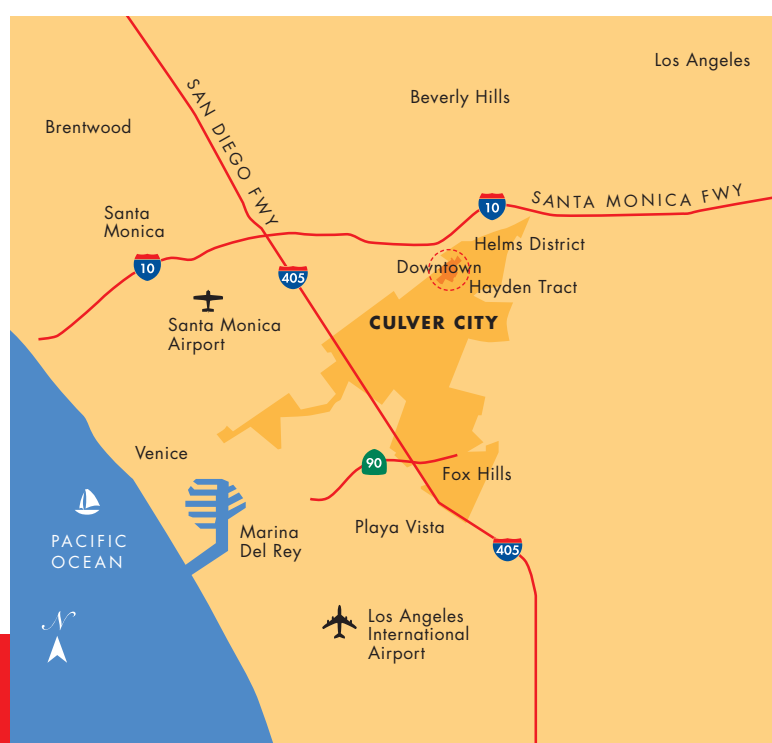 Los Angeles
Beverly Hills
Brentwood
SAN DIEGO FWY
SANTA MONICA FWY
10
Santa
Monica
Helms District
Downtown
10
405
Hayden Tract
Santa Monica
Airport
CULVER CITY
Venice
90
Fox Hills
Playa Vista
Marina
Del Rey
PACIFIC
OCEAN
405
N
Los Angeles
International
Airport